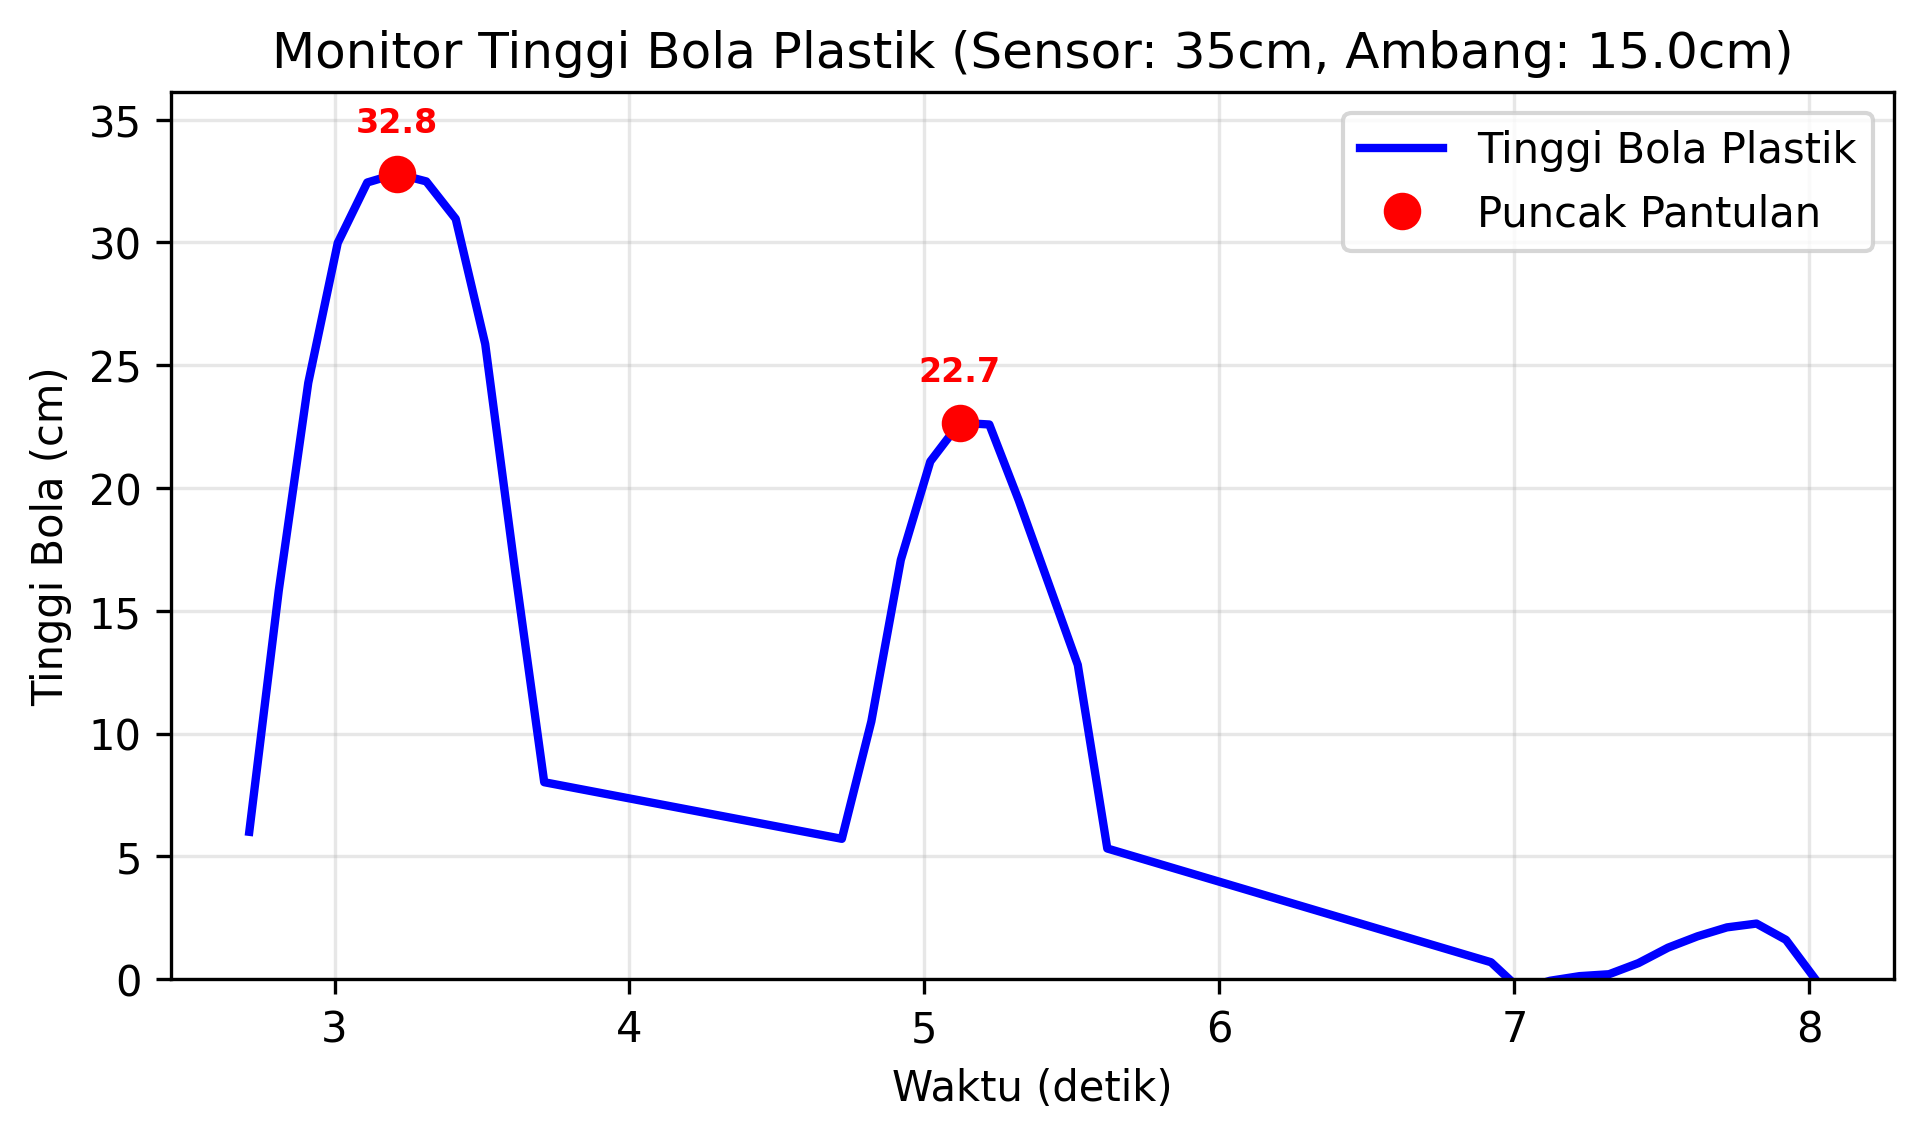 Monitor Tinggi Bola Plastik (Sensor: 35cm, Ambang: 15.0cm)
Tinggi Bola Plastik
Puncak Pantulan
32.8
22.7
Tinggi Bola (cm)
35
30
25
20
15
10
5
0
3 4 5 6 7 8
Waktu (detik)